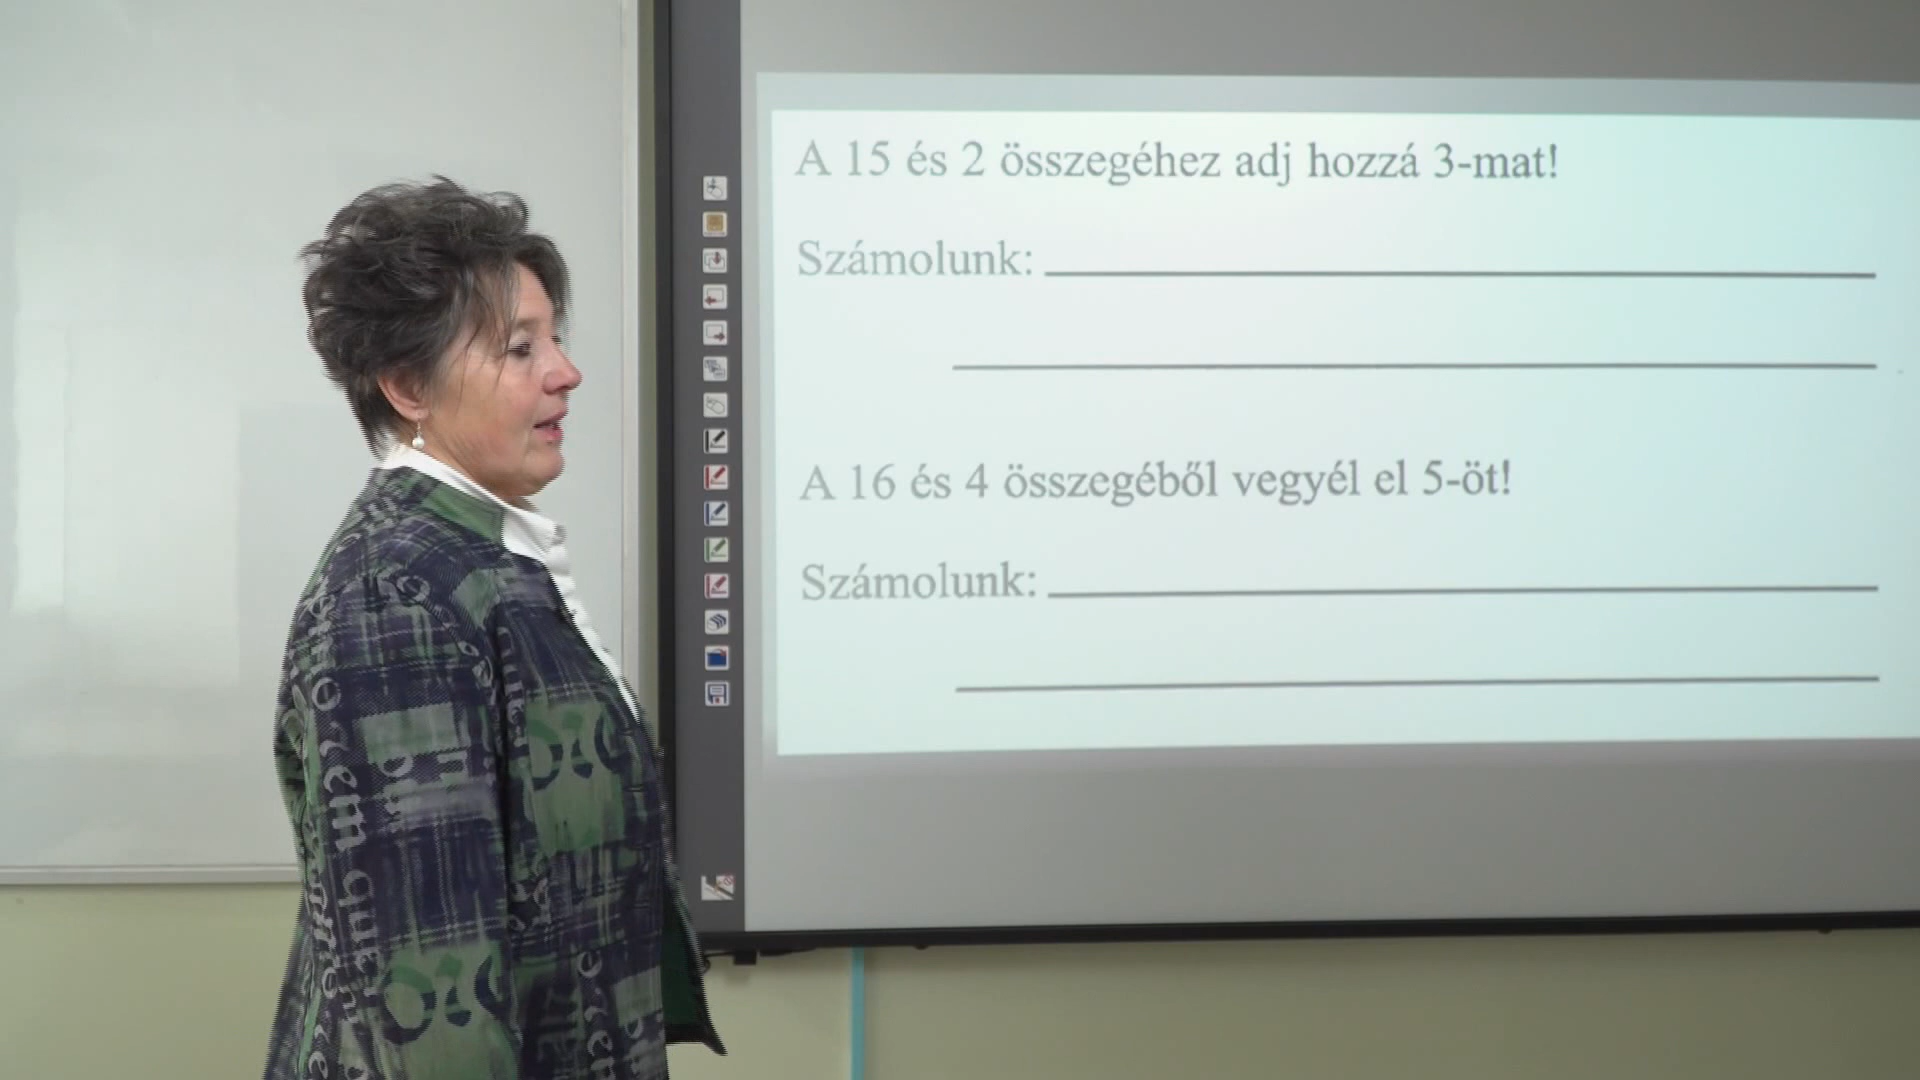 A 15 és 2 összegéhez adj hozzá 3-mat!
Számolunk:
A 16 és 4 összegéből vegyél el 5-öt!
Számolunk: